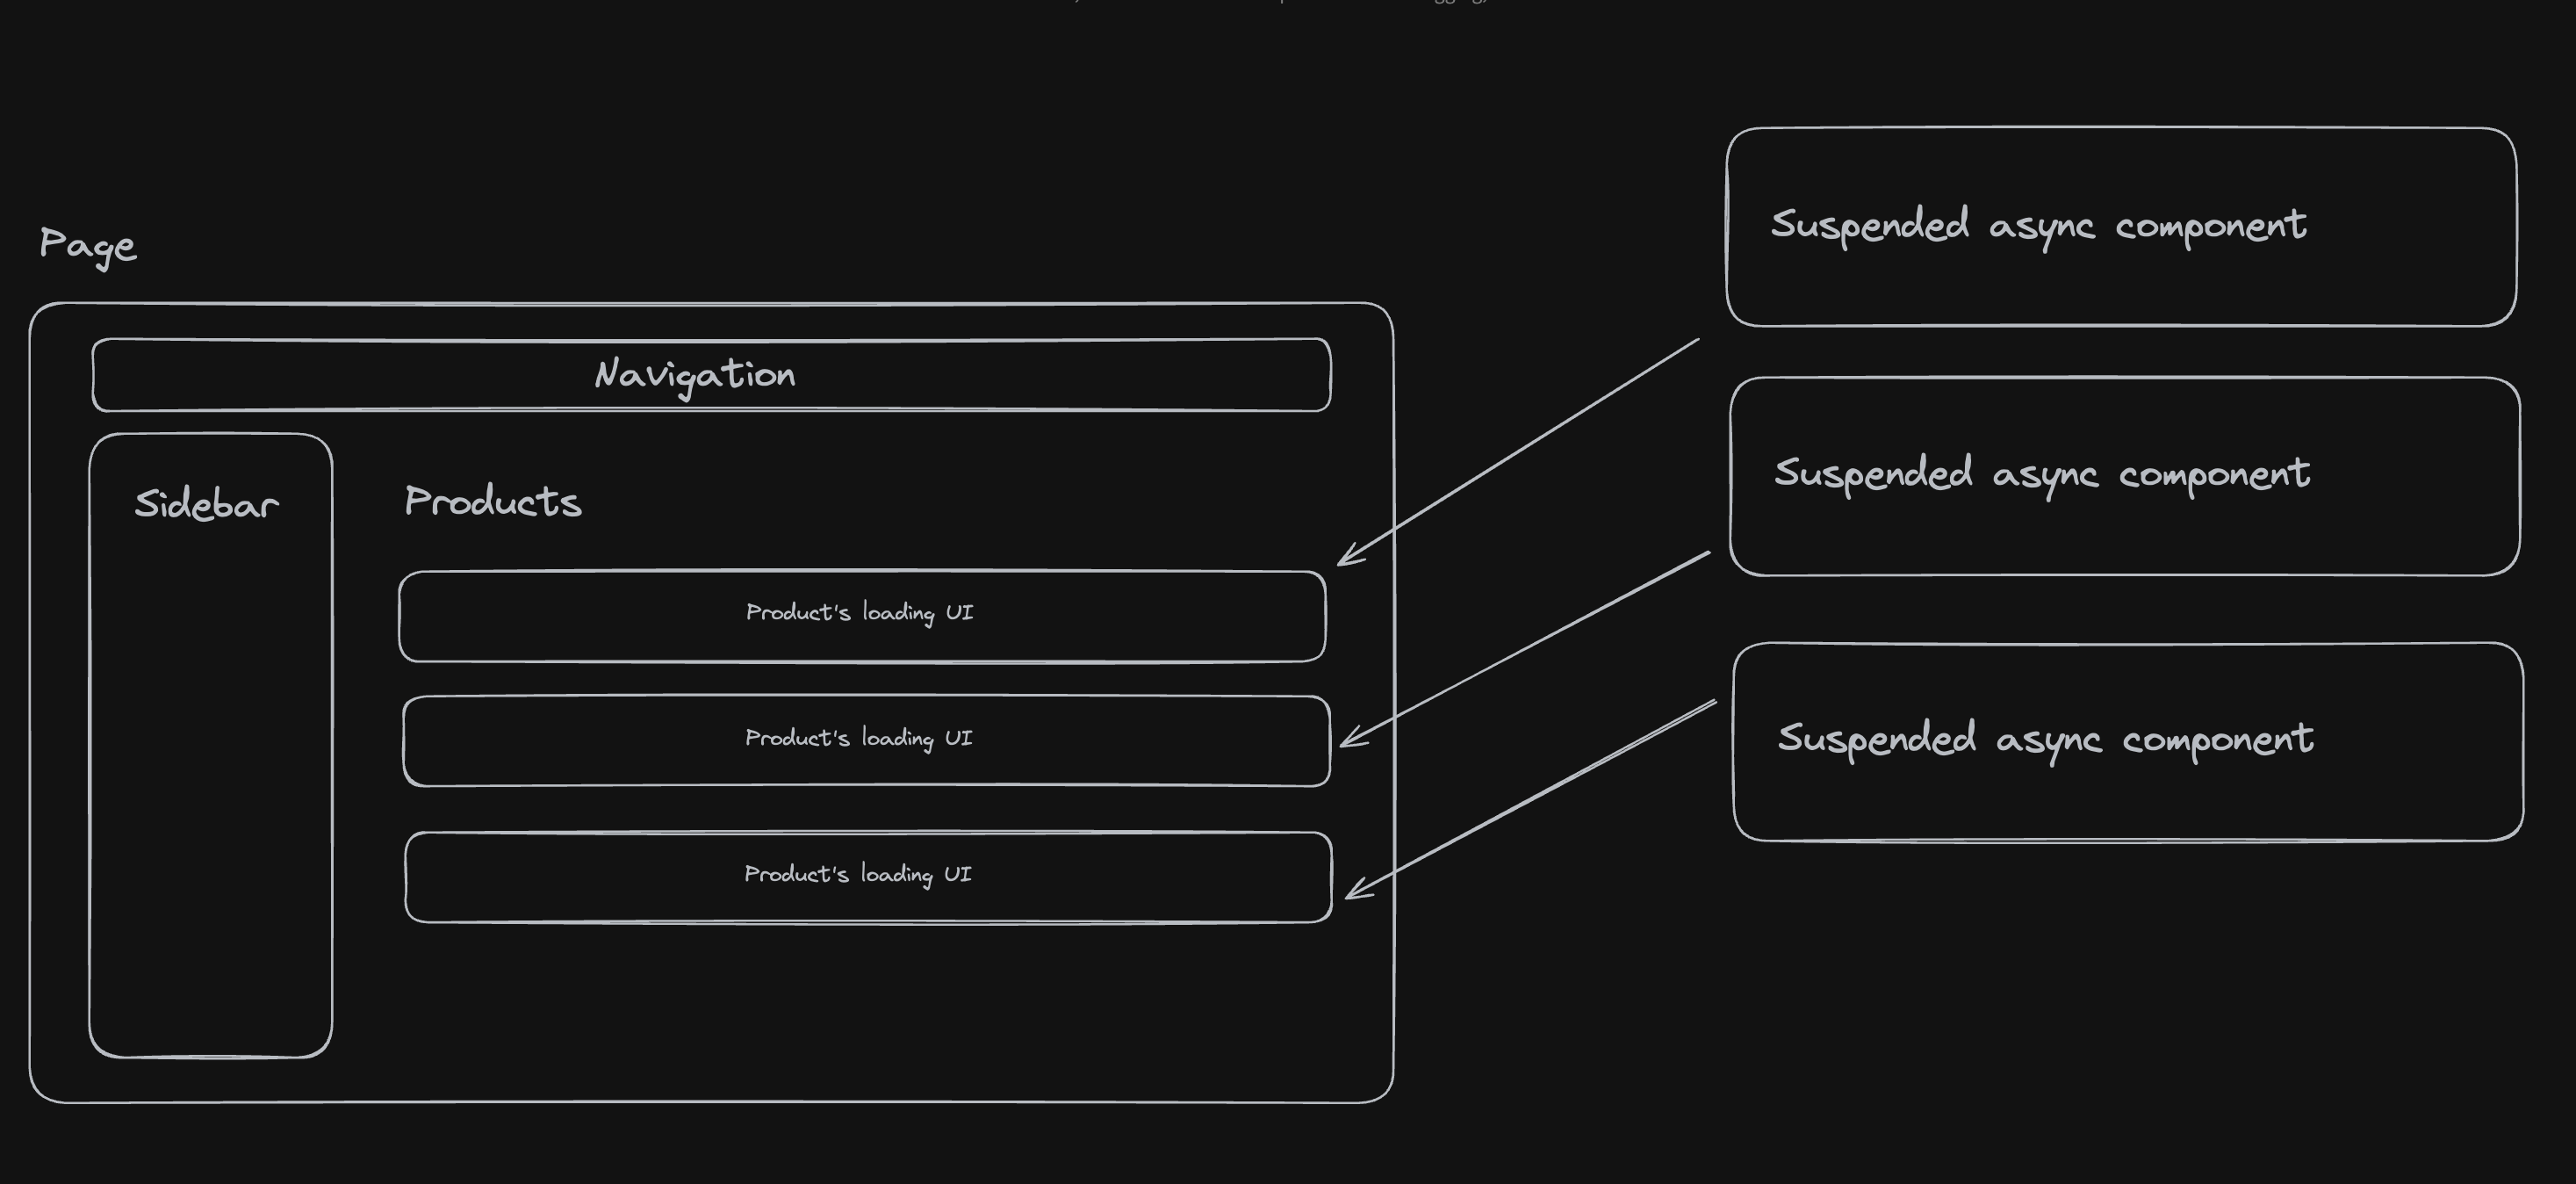 Page
Navigation
Sidebar
Products
Product's loading UI
Product's loading UI
Product's loading UI
Suspended async component
Suspended async component
Suspended async component